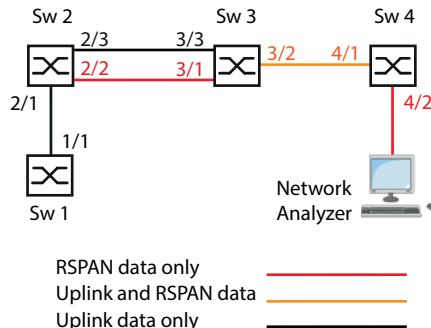 Sw 2
Sw 3
Sw 4
2/3
3/3
2/2
3/1
3/2
4/1
2/1
4/2
1/1
Sw 1
Network
Analyzer
RSPAN data only
Uplink and RSPAN data
Uplink data only